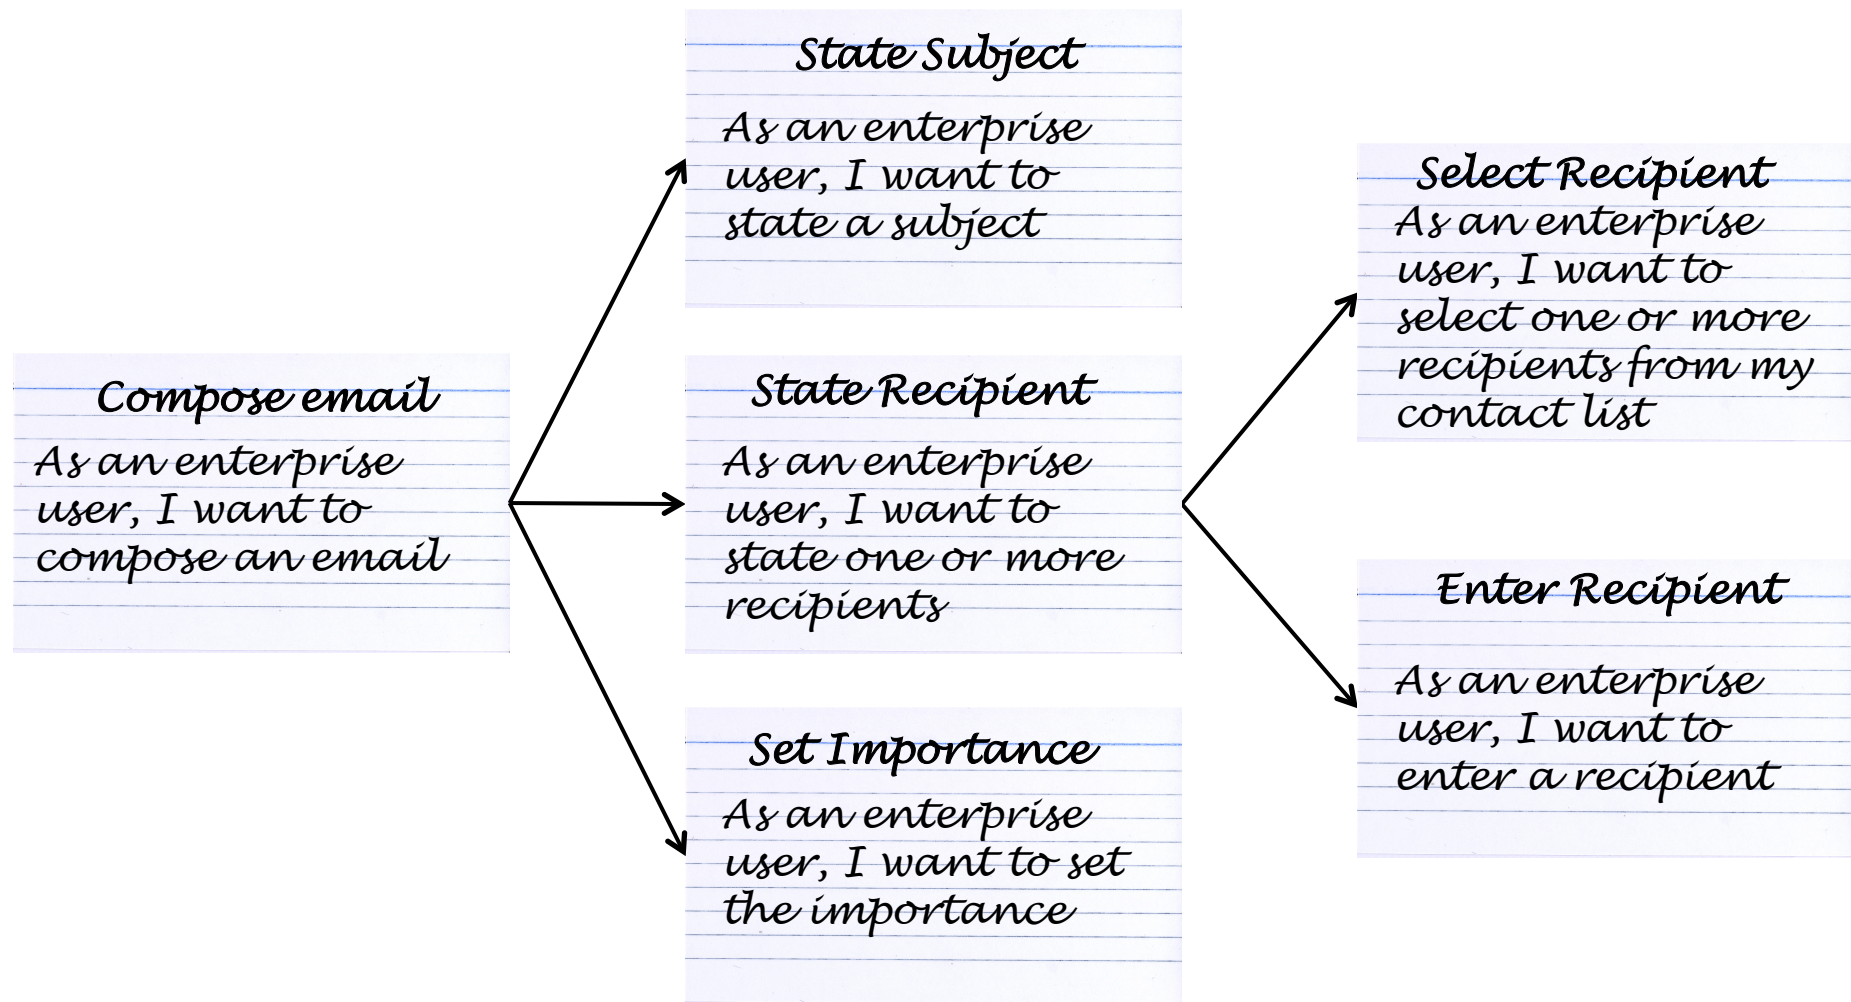 Compose email
As an enterprise
user, I want to
compose an email
State Subject
As an enterprise
user, I want to
state a subject
State Recipient
As an enterprise
user, I want to
state one or more
recipients
Set Importance
As an enterprise
user, I want to set
the importance
Select Recipient
As an enterprise
user, I want to
select one or more
recipients from my
contact list
Enter Recipient
As an enterprise
user, I want to
enter a recipient